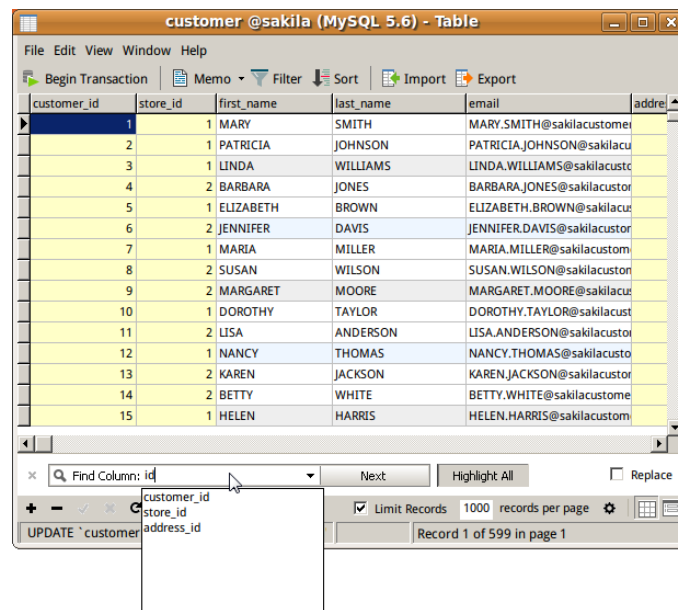 customer @sakila (MySQL 5.6) - Table
File Edit View Window Help
Begin Transaction Memo Filter Sort Import Export
customer_id store_id first_name last_name email addre
1 1 MARY SMITH MARY.SMITH@sakilacustomer
2 1 PATRICIA JOHNSON PATRICIA.JOHNSON@sakilacu
3 1 LINDA WILLIAMS LINDA.WILLIAMS@sakilacusto
4 2 BARBARA JONES BARBARA.JONES@sakilacustor
5 1 ELIZABETH BROWN ELIZABETH.BROWN@sakilacus
6 2 JENNIFER DAVIS JENNIFER.DAVIS@sakilacustor
7 1 MARIA MILLER MARIA.MILLER@sakilacustom
8 2 SUSAN WILSON SUSAN.WILSON@sakilacuston
9 2 MARGARET MOORE MARGARET.MOORE@sakilacus
10 1 DOROTHY TAYLOR DOROTHY.TAYLOR@sakilacust
11 2 LISA ANDERSON LISA.ANDERSON@sakilacustor
12 1 NANCY THOMAS NANCY.THOMAS@sakilacusto
13 2 KAREN JACKSON KAREN.JACKSON@sakilacustor
14 2 BETTY WHITE BETTY.WHITE@sakilacustome
15 1 HELEN HARRIS HELEN.HARRIS@sakilacustom
Find Column: id Next Highlight All Replace
customer_id
store_id
address_id
Limit Records 1000 records per page
UPDATE `customer Record 1 of 599 in page 1